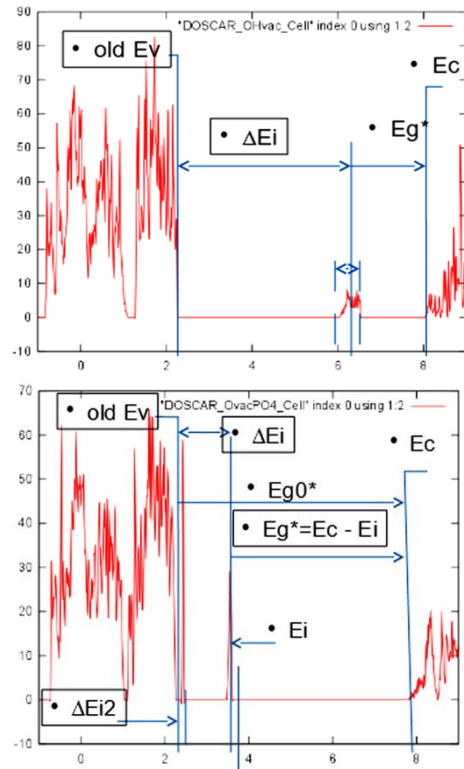 "DOSCAR_OHvac_Cell" index 0 using 1:2
• old Ev
• Ec
• ΔEi
• Eg*
90
80
70
60
50
40
30
20
10
0
-10
0 2 4 6 8
"DOSCAR_OvacPO4_Cell" index 0 using 1:2
• old Ev
• ΔEi
• Ec
• Eg0*
• Eg*=Ec - Ei
• Ei
• ΔEi2
70
60
50
40
30
20
10
0
-10
0 2 4 6 8